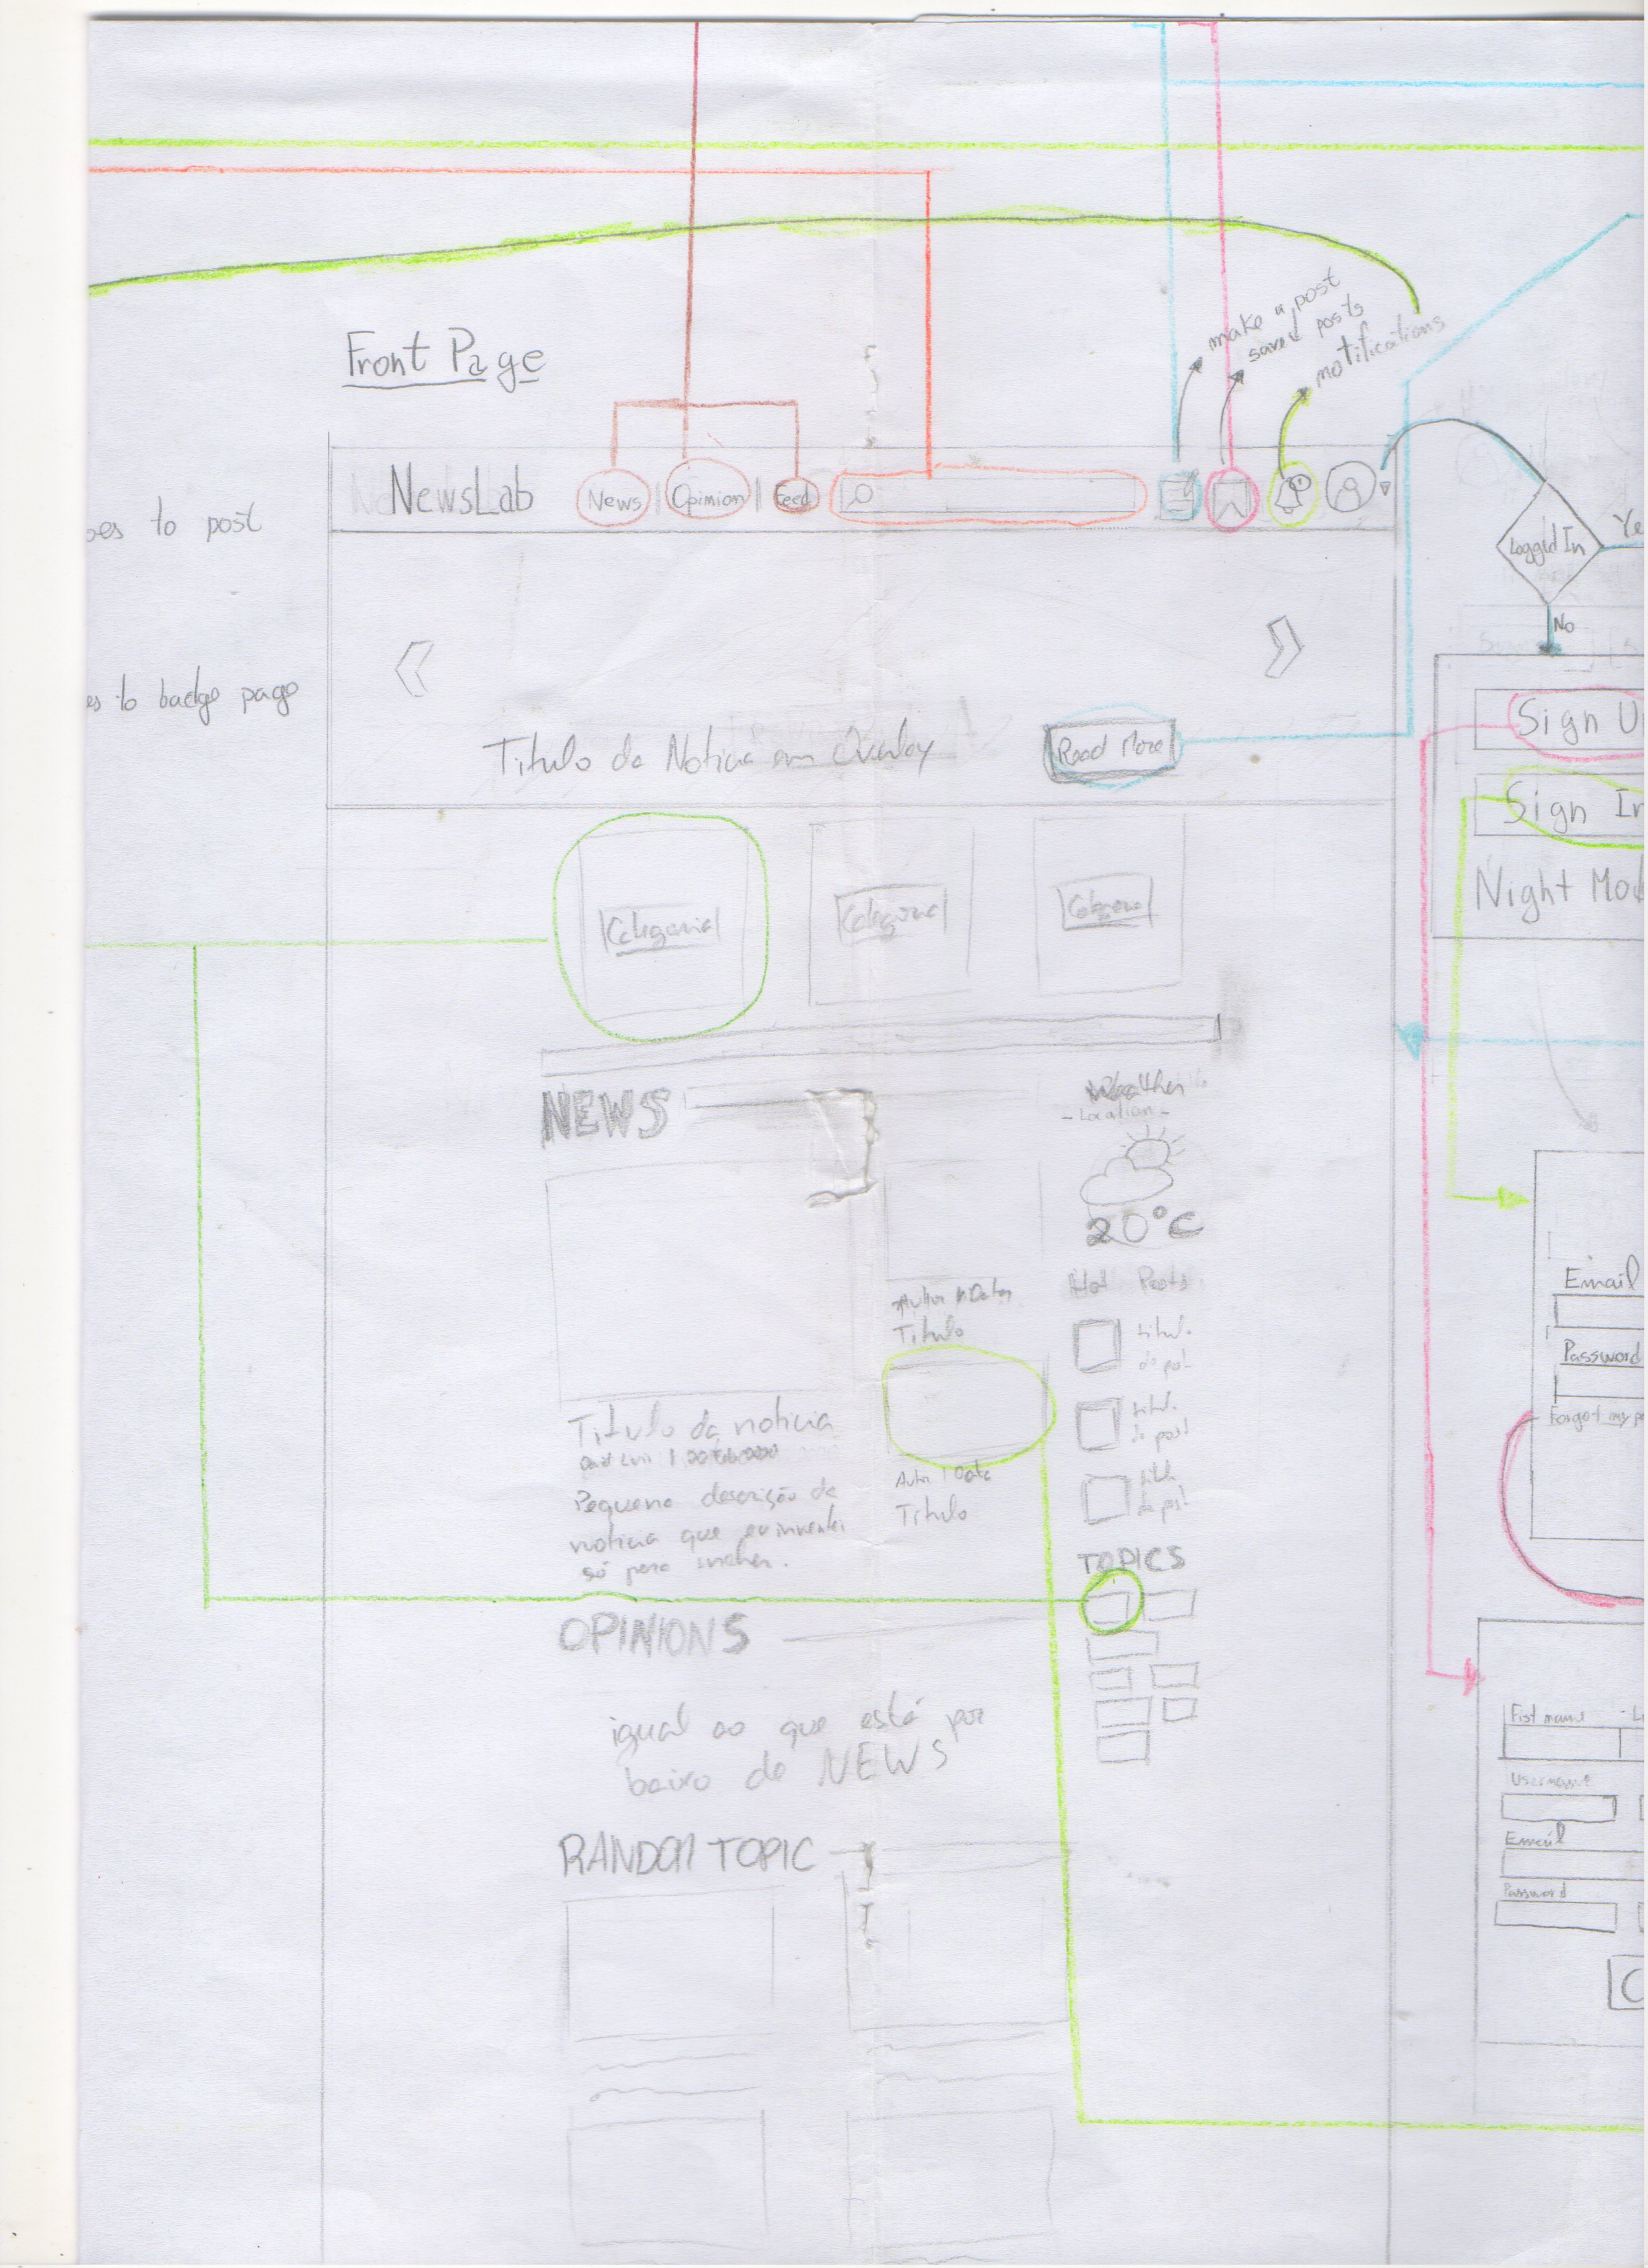 make a post
saved posts
notifications
Front Page
NewsLab
News
Opinion
Feed
oes to post
es to badge page
Logged In
Ye
No
Sign U
Sign In
Night Mod
Titulo da Noticia em Overlay
Read More
Categoria
Categoria
Categoria
NEWS
Weather
- Location -
20°C
Hot Posts
Autor | Data
Titulo
titulo
do post
titulo
do post
titulo
do post
Titulo da noticia
Pequena descrição da
noticia que eu inventei
só para encher.
Autor | Data
Titulo
TOPICS
OPINIONS
igual ao que está por
baixo de NEWS
RANDOM TOPIC
Email
Password
Forgot my p
Fist name
L
Username
Email
Password
C